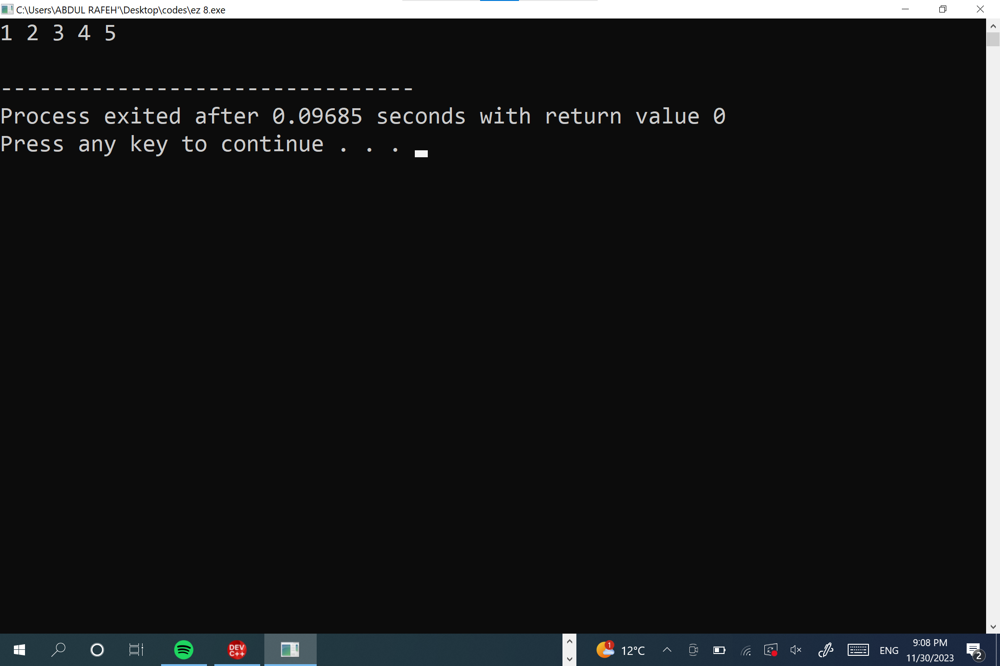 C:\Users\ABDUL RAFEH'\Desktop\codes\ez 8.exe
1 2 3 4 5
--------------------------------
Process exited after 0.09685 seconds with return value 0
Press any key to continue . . .
DEV
C++
1
12°C
ENG
9:08 PM
11/30/2023
2